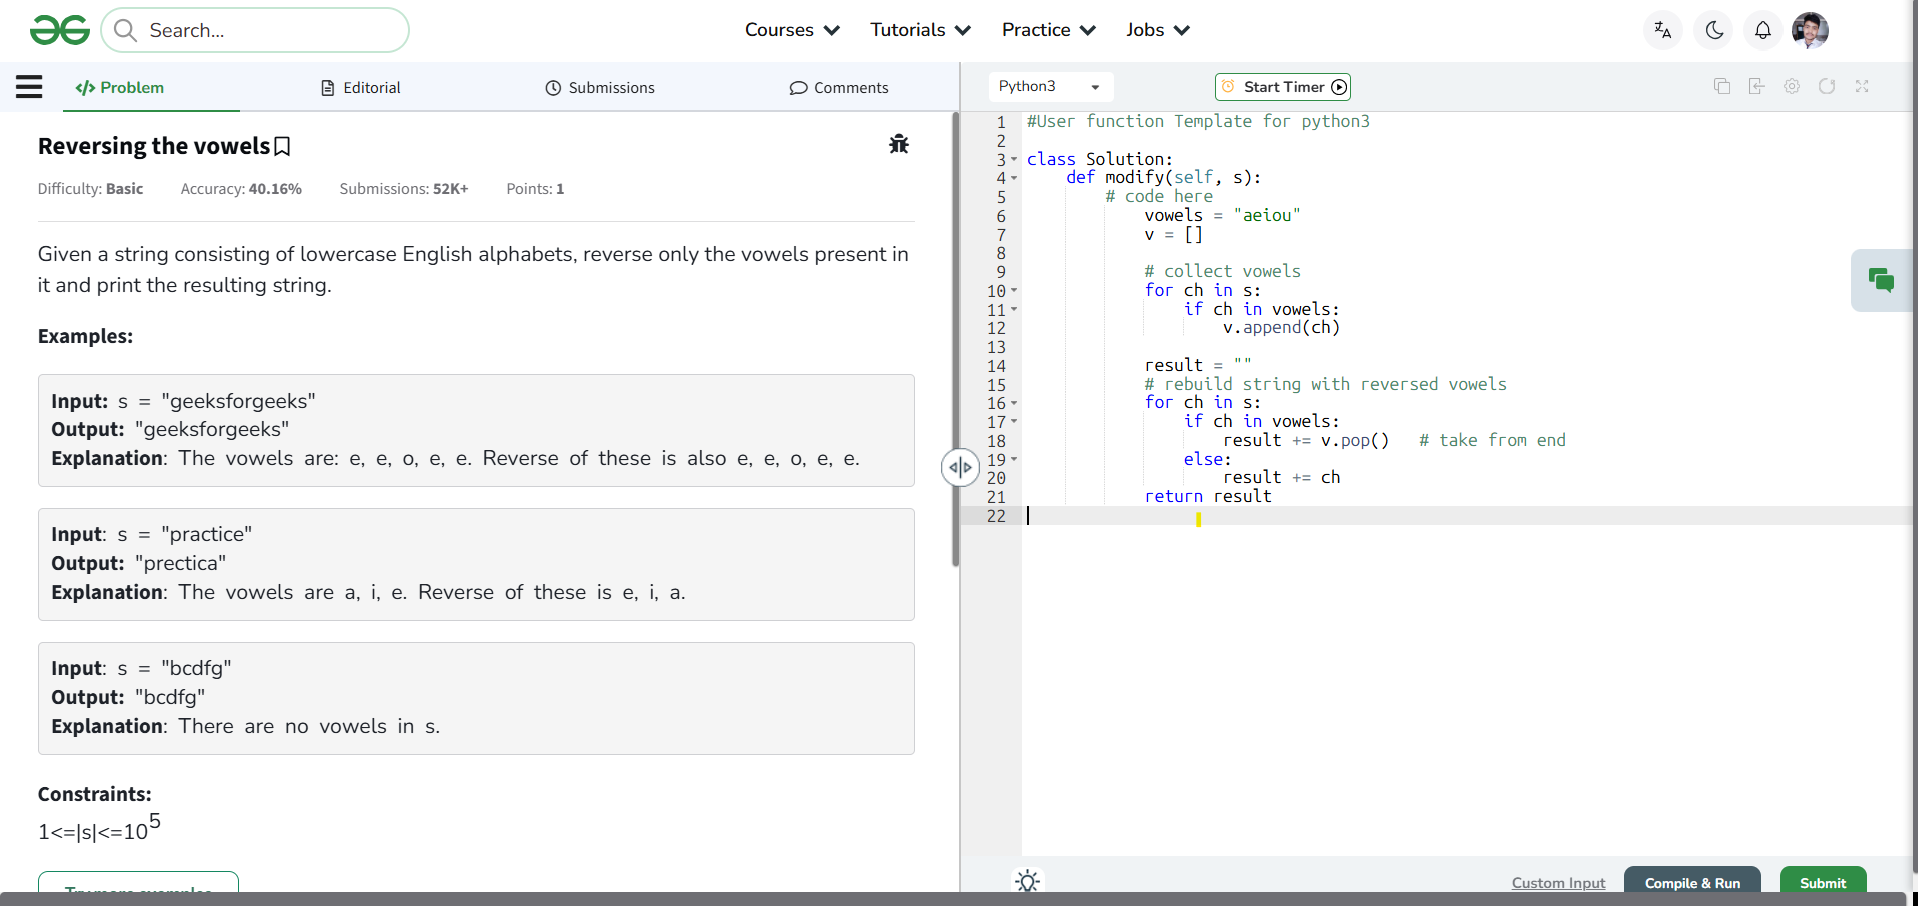 Search...
Courses
Tutorials
Practice
Jobs
</> Problem
Editorial
Submissions
Comments
Reversing the vowels
Difficulty: Basic Accuracy: 40.16% Submissions: 52K+ Points: 1
Given a string consisting of lowercase English alphabets, reverse only the vowels present in
it and print the resulting string.
Examples:
Input: s = "geeksforgeeks"
Output: "geeksforgeeks"
Explanation: The vowels are: e, e, o, e, e. Reverse of these is also e, e, o, e, e.
Input: s = "practice"
Output: "prectica"
Explanation: The vowels are a, i, e. Reverse of these is e, i, a.
Input: s = "bcdfg"
Output: "bcdfg"
Explanation: There are no vowels in s.
Constraints:
1<=|s|<=10^5
Try more examples
Python3
Start Timer
1 #User function Template for python3
2
3 class Solution:
4     def modify(self, s):
5         # code here
6             vowels = "aeiou"
7             v = []
8
9             # collect vowels
10             for ch in s:
11                 if ch in vowels:
12                     v.append(ch)
13
14             result = ""
15             # rebuild string with reversed vowels
16             for ch in s:
17                 if ch in vowels:
18                     result += v.pop()   # take from end
19                 else:
20                     result += ch
21             return result
22
Custom Input
Compile & Run
Submit